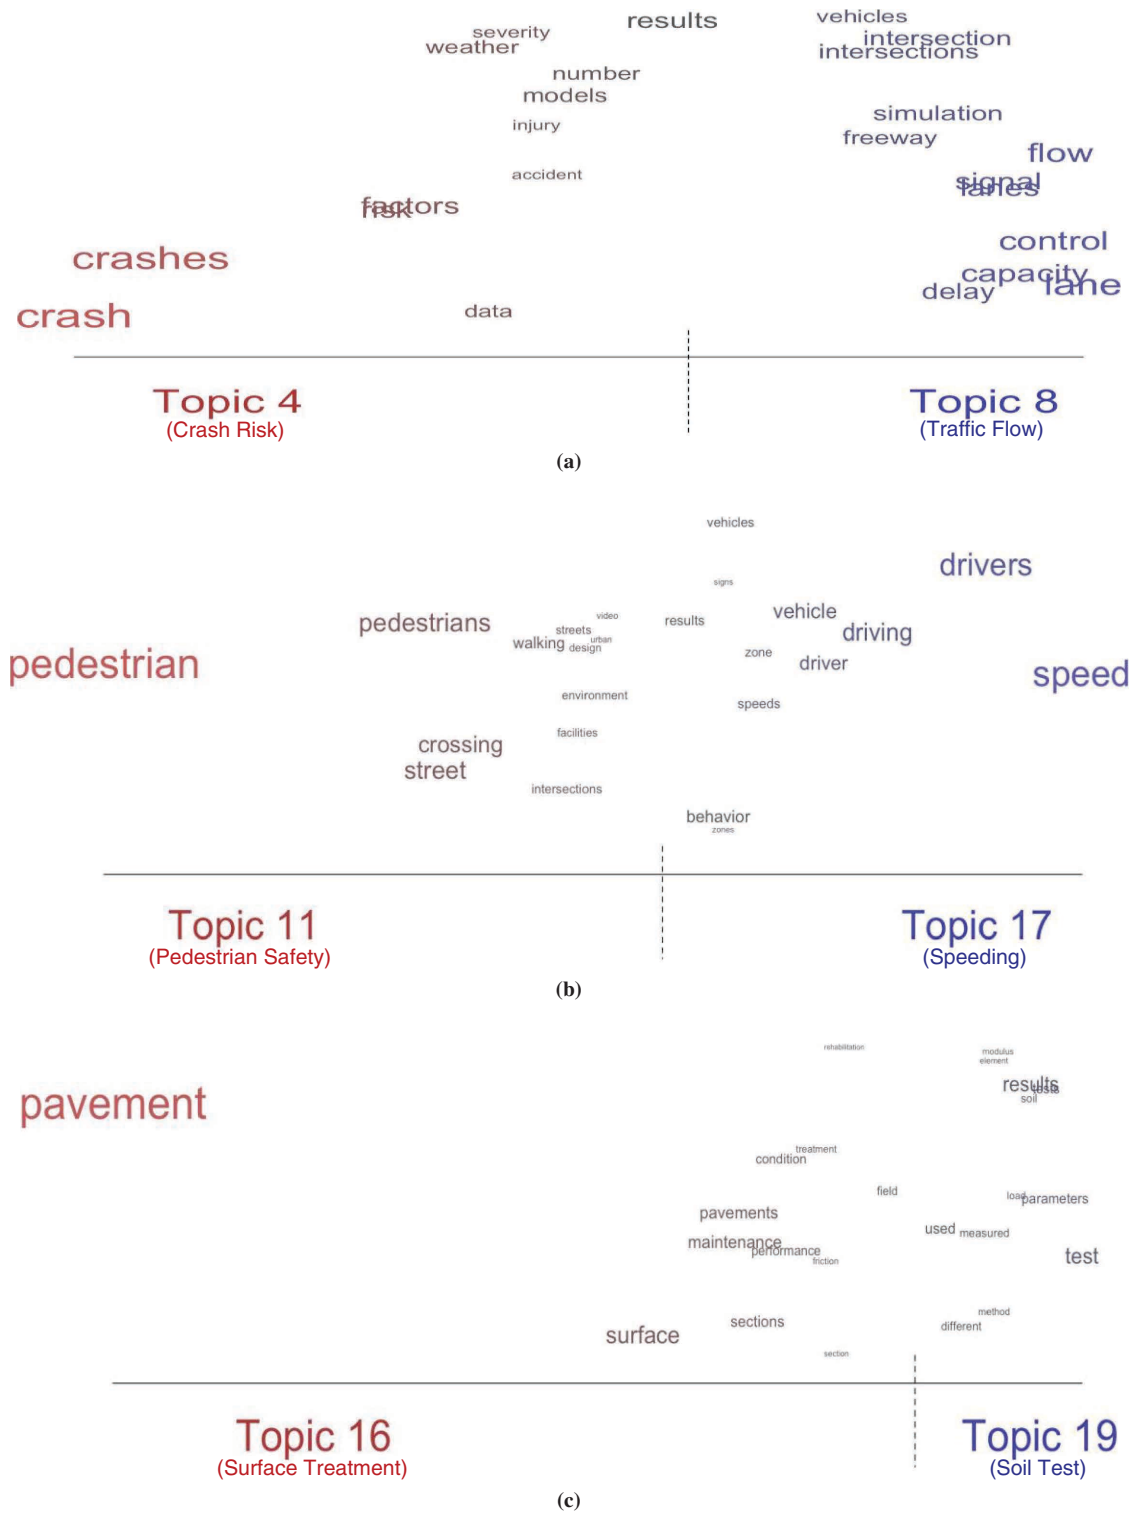 results
vehicles
severity
intersection
weather
intersections
number
models
simulation
injury
freeway
flow
accident
signal
lanes
factors
risk
control
crashes
capacity
lane
delay
data
crash
Topic 4
(Crash Risk)
Topic 8
(Traffic Flow)
(a)
vehicles
drivers
signs
vehicle
video
results
pedestrians
streets
driving
urban
walking
design
zone
driver
pedestrian
speed
environment
speeds
facilities
crossing
street
intersections
behavior
zones
Topic 11
(Pedestrian Safety)
Topic 17
(Speeding)
(b)
rehabilitation
modulus
element
results
tests
soil
pavement
treatment
condition
field
load
parameters
pavements
used
measured
maintenance
performance
test
friction
method
sections
different
surface
section
Topic 16
(Surface Treatment)
Topic 19
(Soil Test)
(c)